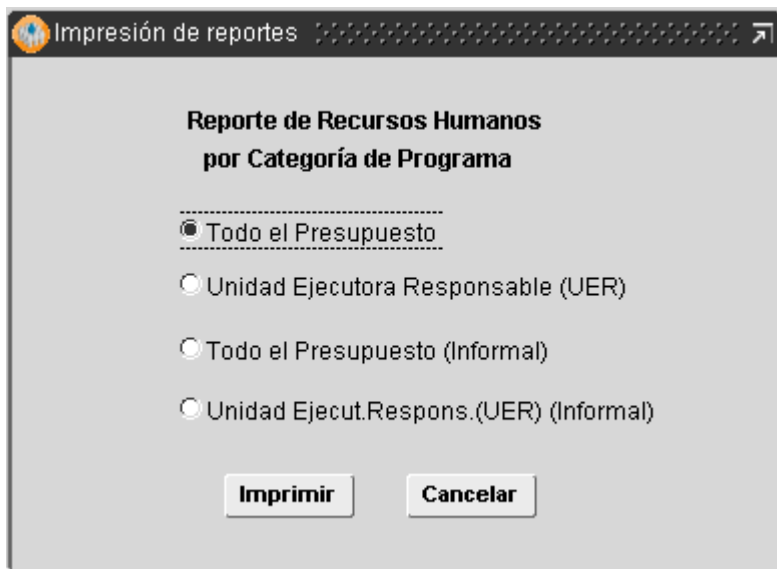 Impresión de reportes
Reporte de Recursos Humanos
por Categoría de Programa
Todo el Presupuesto
Unidad Ejecutora Responsable (UER)
Todo el Presupuesto (Informal)
Unidad Ejecut.Respons.(UER) (Informal)
Imprimir Cancelar